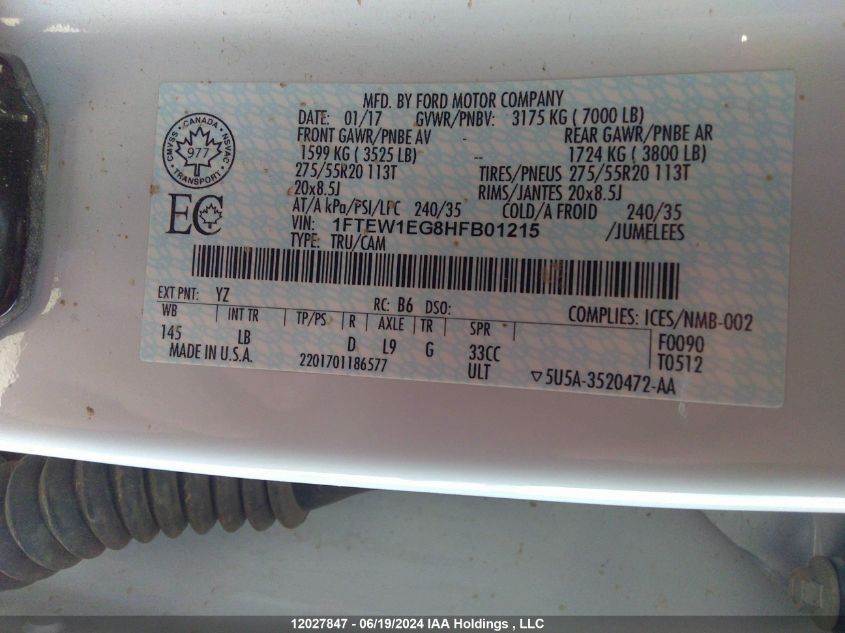 MFD. BY FORD MOTOR COMPANY
DATE: 01/17 GVWR/PNBV: 3175 KG ( 7000 LB)
FRONT GAWR/PNBE AV - REAR GAWR/PNBE AR
1599 KG ( 3525 LB) -- 1724 KG ( 3800 LB)
275/55R20 113T TIRES/PNEUS 275/55R20 113T
20x8.5J RIMS/JANTES 20x8.5J
AT/A kPa/PSI/LPC 240/35 COLD/A FROID 240/35
VIN: 1FTEW1EG8HFB01215 /JUMELEES
TYPE: TRU/CAM
CANADA
CMVSS 977 NSVAC
TRANSPORT
EC
EXT PNT: YZ RC: B6 DSO: COMPLIES: ICES/NMB-002
WB INT TR TP/PS R AXLE TR SPR F0090
145 LB D L9 G 33CC T0512
MADE IN U.S.A. 2201701186577 ULT ▽5U5A-3520472-AA
12027847 - 06/19/2024 IAA Holdings , LLC